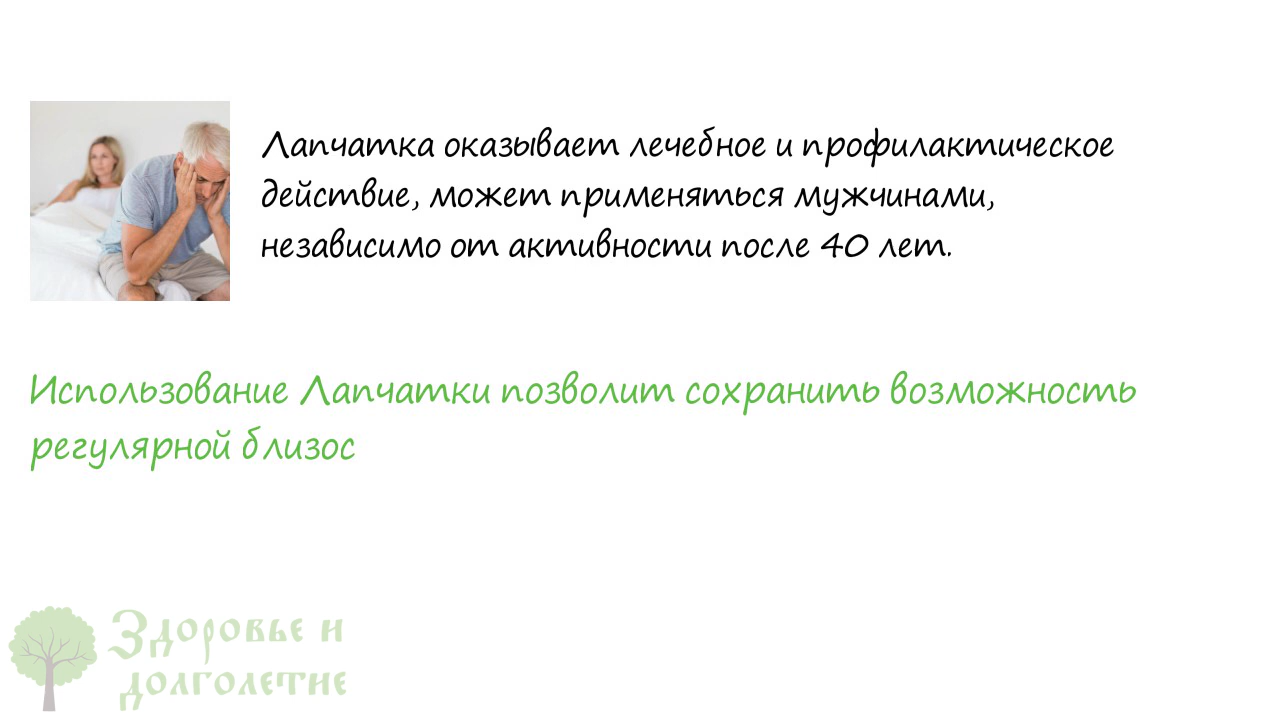 Лапчатка оказывает лечебное и профилактическое
действие, может применяться мужчинами,
независимо от активности после 40 лет.
Использование Лапчатки позволит сохранить возможность
регулярной близос
Здоровье и
долголетие